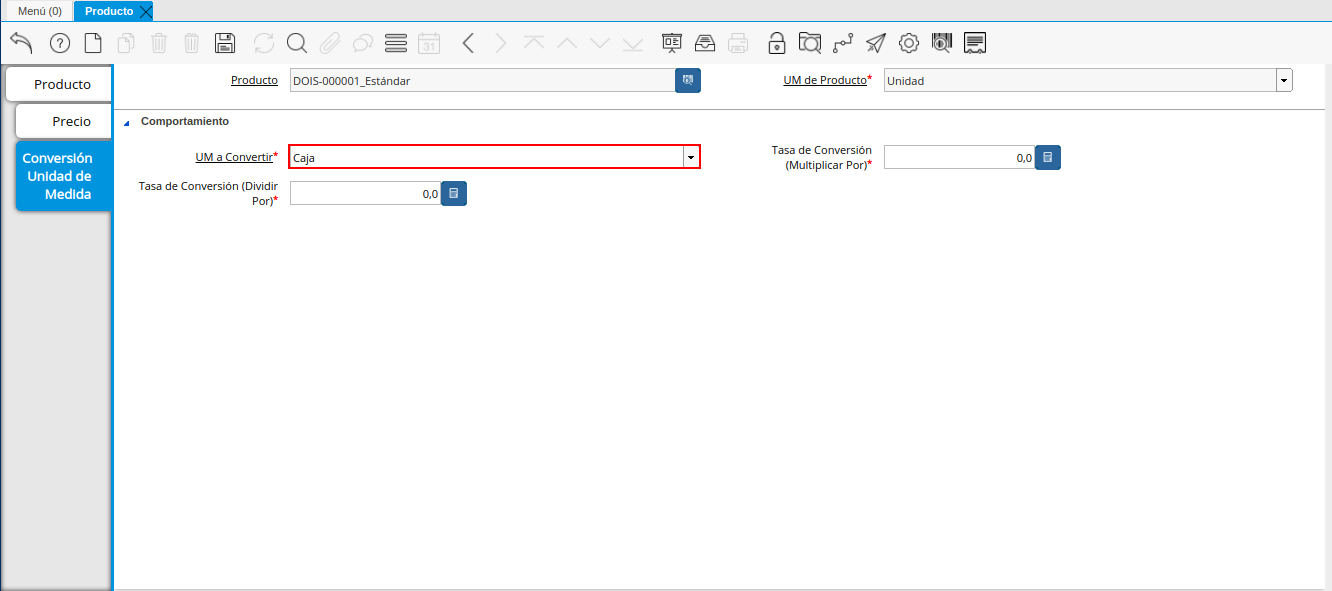 Menú (0)
Producto
31
Producto
Precio
Conversión
Unidad de
Medida
Producto
DOIS-000001_Estándar
UM de Producto*
Unidad
Comportamiento
UM a Convertir*
Caja
Tasa de Conversión
(Multiplicar Por)*
0,0
Tasa de Conversión (Dividir
Por)*
0,0